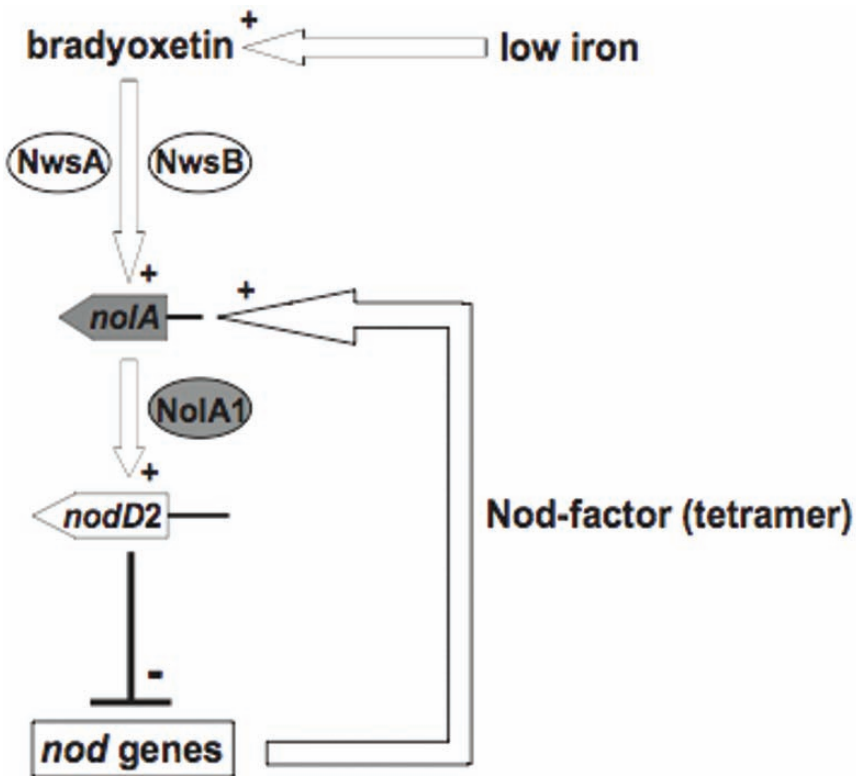 bradyoxetin + low iron
NwsA NwsB
+
nolA +
NolA1
+
nodD2
Nod-factor (tetramer)
-
nod genes